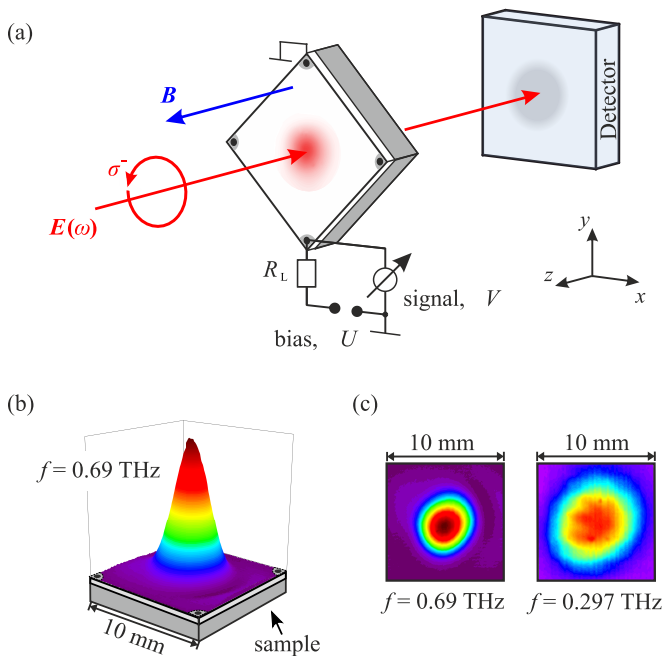 (a)
B
σ⁻
E(ω)
Detector
R_L
signal, V
bias, U
y
z
x
(b)
f = 0.69 THz
10 mm
sample
(c)
10 mm
10 mm
f = 0.69 THz
f = 0.297 THz